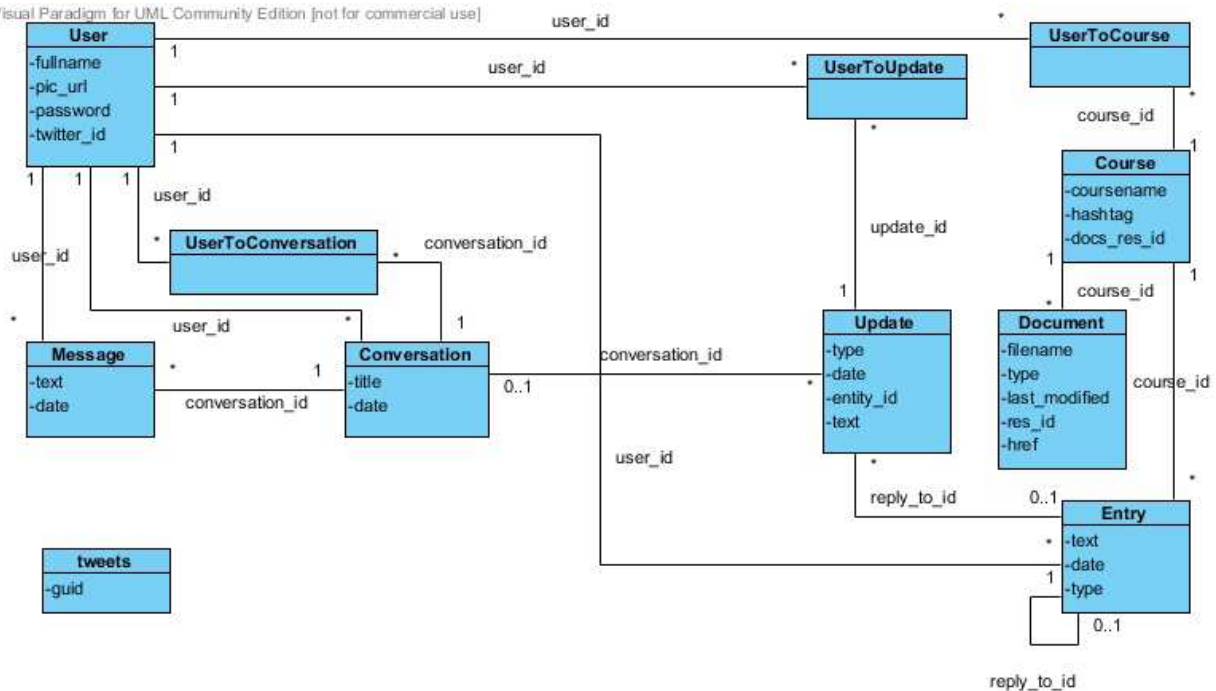 Visual Paradigm for UML Community Edition [not for commercial use]
User
-fullname
-pic_url
-password
-twitter_id
user_id
1
*
UserToCourse
user_id
1
*
UserToUpdate
1
*
course_id
1
Course
-coursename
-hashtag
-docs_res_id
1
1
1
user_id
*
UserToConversation
*
conversation_id
1
user_id
*
update_id
1
1
*
course_id
1
user_id
*
*
Update
-type
-date
-entity_id
-text
Document
-filename
-type
-last_modified
-res_id
-href
Message
-text
-date
*
conversation_id
1
Conversation
-title
-date
0..1
conversation_id
*
course_id
*
user_id
*
reply_to_id
0..1
Entry
-text
-date
-type
*
1
0..1
reply_to_id
tweets
-guid